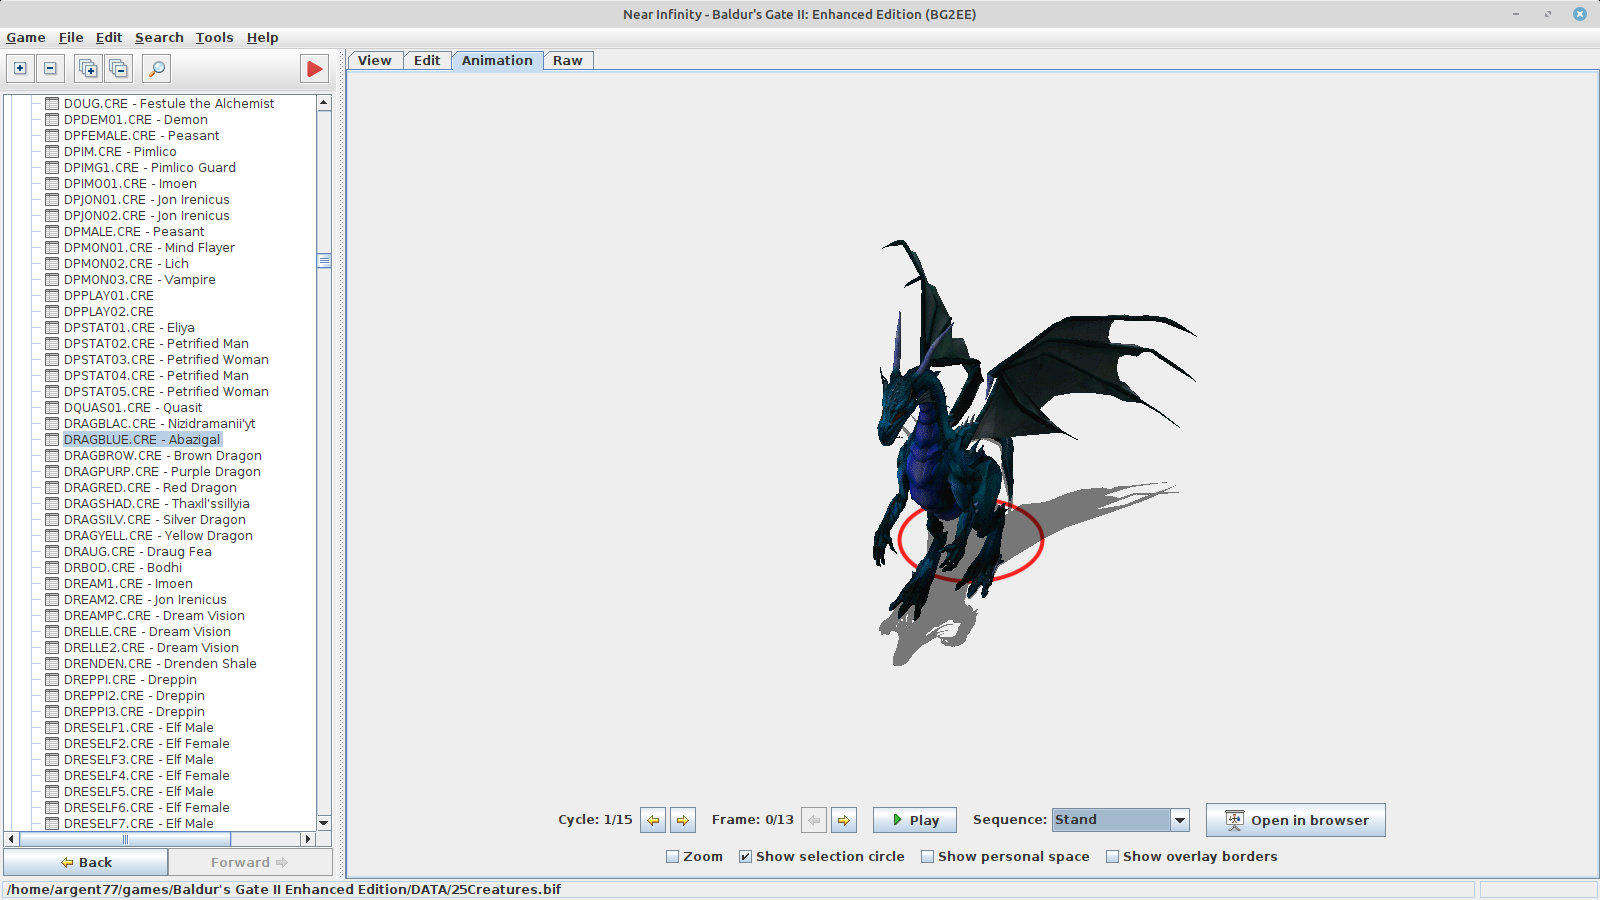 Near Infinity - Baldur's Gate II: Enhanced Edition (BG2EE)
Game File Edit Search Tools Help
View Edit Animation Raw
DOUG.CRE - Festule the Alchemist
DPDEM01.CRE - Demon
DPFEMALE.CRE - Peasant
DPIM.CRE - Pimlico
DPIMG1.CRE - Pimlico Guard
DPIMO01.CRE - Imoen
DPJON01.CRE - Jon Irenicus
DPJON02.CRE - Jon Irenicus
DPMALE.CRE - Peasant
DPMON01.CRE - Mind Flayer
DPMON02.CRE - Lich
DPMON03.CRE - Vampire
DPPLAY01.CRE
DPPLAY02.CRE
DPSTAT01.CRE - Eliya
DPSTAT02.CRE - Petrified Man
DPSTAT03.CRE - Petrified Woman
DPSTAT04.CRE - Petrified Man
DPSTAT05.CRE - Petrified Woman
DQUAS01.CRE - Quasit
DRAGBLAC.CRE - Nizidramanii'yt
DRAGBLUE.CRE - Abazigal
DRAGBROW.CRE - Brown Dragon
DRAGPURP.CRE - Purple Dragon
DRAGRED.CRE - Red Dragon
DRAGSHAD.CRE - Thaxll'ssillyia
DRAGSILV.CRE - Silver Dragon
DRAGYELL.CRE - Yellow Dragon
DRAUG.CRE - Draug Fea
DRBOD.CRE - Bodhi
DREAM1.CRE - Imoen
DREAM2.CRE - Jon Irenicus
DREAMPC.CRE - Dream Vision
DRELLE.CRE - Dream Vision
DRELLE2.CRE - Dream Vision
DRENDEN.CRE - Drenden Shale
DREPPI.CRE - Dreppin
DREPPI2.CRE - Dreppin
DREPPI3.CRE - Dreppin
DRESELF1.CRE - Elf Male
DRESELF2.CRE - Elf Female
DRESELF3.CRE - Elf Male
DRESELF4.CRE - Elf Female
DRESELF5.CRE - Elf Male
DRESELF6.CRE - Elf Female
DRESELF7.CRE - Elf Male
Back Forward
Cycle: 1/15 Frame: 0/13 Play Sequence: Stand Open in browser
Zoom Show selection circle Show personal space Show overlay borders
/home/argent77/games/Baldur's Gate II Enhanced Edition/DATA/25Creatures.bif